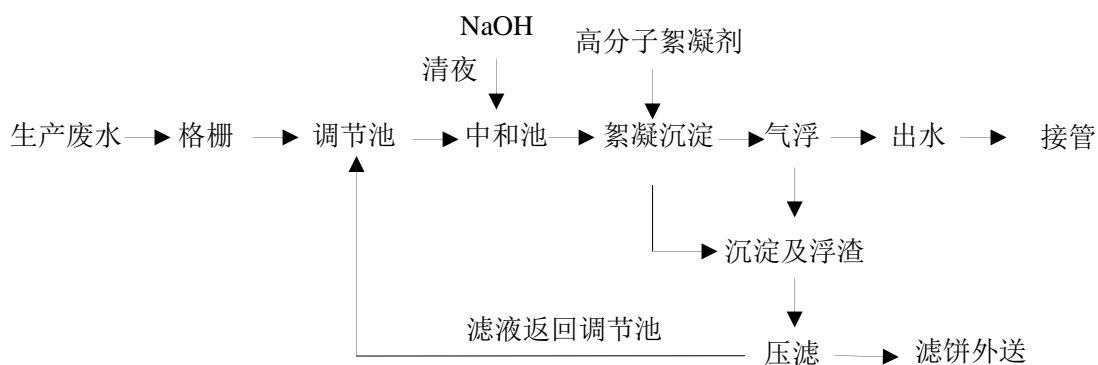 NaOH
高分子絮凝剂
清夜
生产废水
格栅
调节池
中和池
絮凝沉淀
气浮
出水
接管
沉淀及浮渣
滤液返回调节池
压滤
滤饼外送